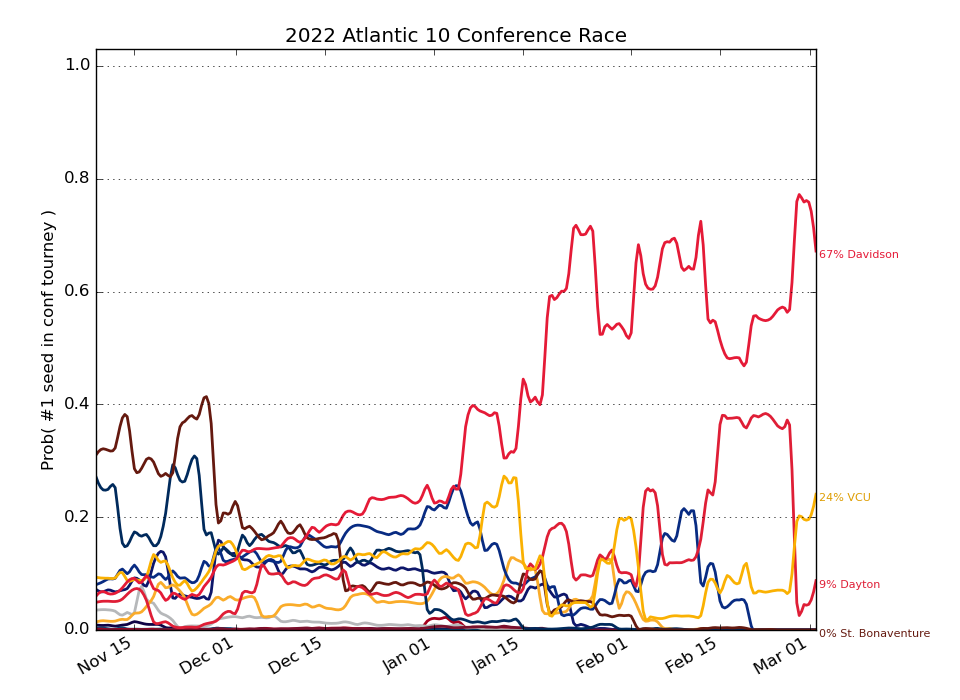 2022 Atlantic 10 Conference Race
Prob( #1 seed in conf tourney )
1.0
0.8
0.6
0.4
0.2
0.0
67% Davidson
24% VCU
9% Dayton
0% St. Bonaventure
Nov 15
Dec 01
Dec 15
Jan 01
Jan 15
Feb 01
Feb 15
Mar 01